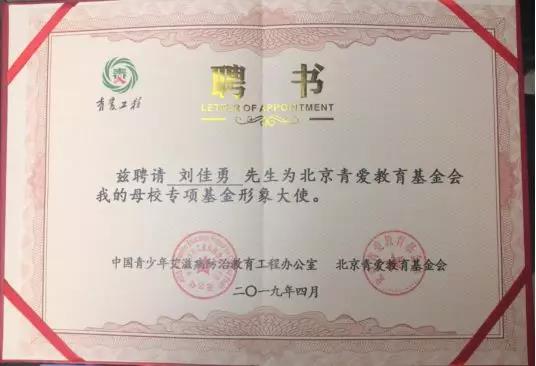 青
青爱工程
聘 书
LETTER OF APPOINTMENT
兹聘请 刘佳勇 先生为北京青爱教育基金会
我的母校专项基金形象大使。
中国青少年艾滋病防治教育工程办公室 北京青爱教育基金会
二〇一九年四月